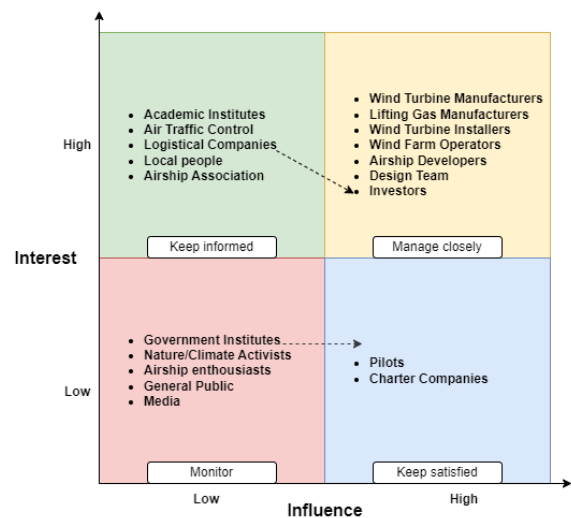 High
Academic Institutes
Air Traffic Control
Logistical Companies
Local people
Airship Association
Keep informed
Wind Turbine Manufacturers
Lifting Gas Manufacturers
Wind Turbine Installers
Wind Farm Operators
Airship Developers
Design Team
Investors
Manage closely
Interest
Low
Government Institutes
Nature/Climate Activists
Airship enthousiasts
General Public
Media
Monitor
Pilots
Charter Companies
Keep satisfied
Low
Influence
High